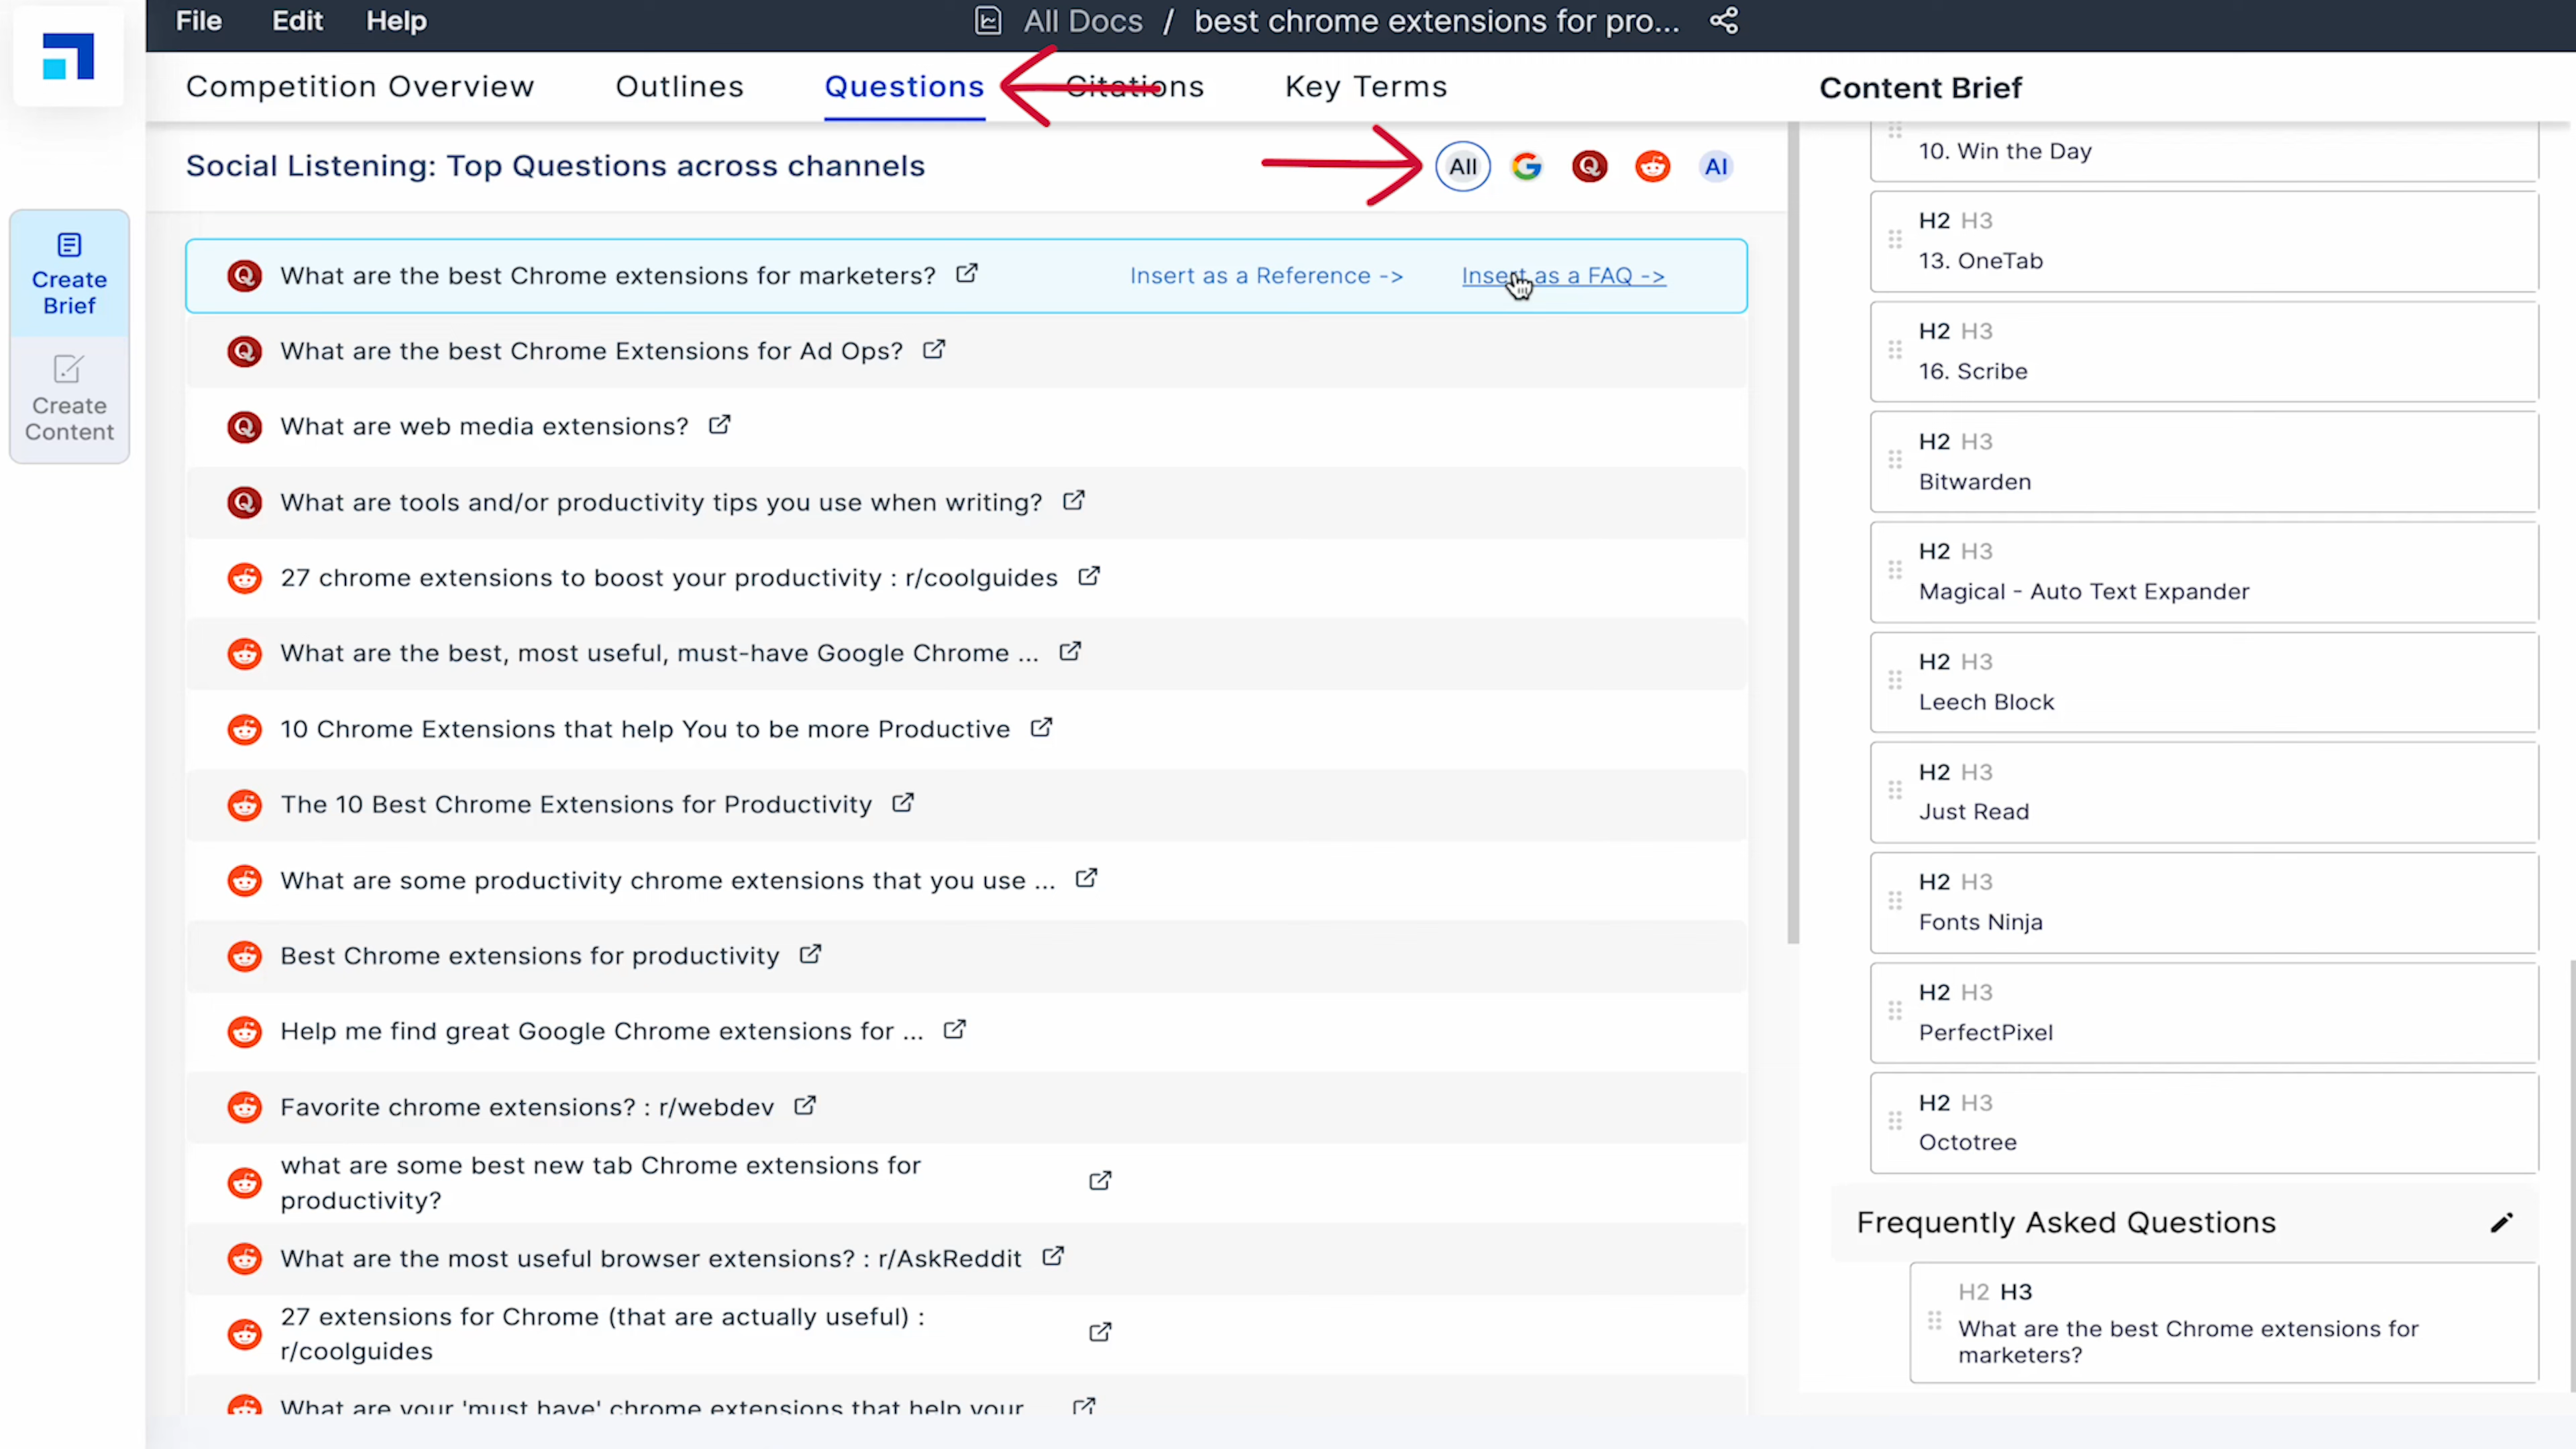 File Edit Help
All Docs / best chrome extensions for pro...
Competition Overview Outlines Questions Citations Key Terms
Content Brief
Social Listening: Top Questions across channels
All G Q AI
Create
Brief
Create
Content
What are the best Chrome extensions for marketers? Insert as a Reference -> Insert as a FAQ ->
What are the best Chrome Extensions for Ad Ops?
What are web media extensions?
What are tools and/or productivity tips you use when writing?
27 chrome extensions to boost your productivity : r/coolguides
What are the best, most useful, must-have Google Chrome ...
10 Chrome Extensions that help You to be more Productive
The 10 Best Chrome Extensions for Productivity
What are some productivity chrome extensions that you use ...
Best Chrome extensions for productivity
Help me find great Google Chrome extensions for ...
Favorite chrome extensions? : r/webdev
what are some best new tab Chrome extensions for
productivity?
What are the most useful browser extensions? : r/AskReddit
27 extensions for Chrome (that are actually useful) :
r/coolguides
What are your 'must have' chrome extensions that help your
10. Win the Day
H2 H3
13. OneTab
H2 H3
16. Scribe
H2 H3
Bitwarden
H2 H3
Magical - Auto Text Expander
H2 H3
Leech Block
H2 H3
Just Read
H2 H3
Fonts Ninja
H2 H3
PerfectPixel
H2 H3
Octotree
Frequently Asked Questions
H2 H3
What are the best Chrome extensions for
marketers?